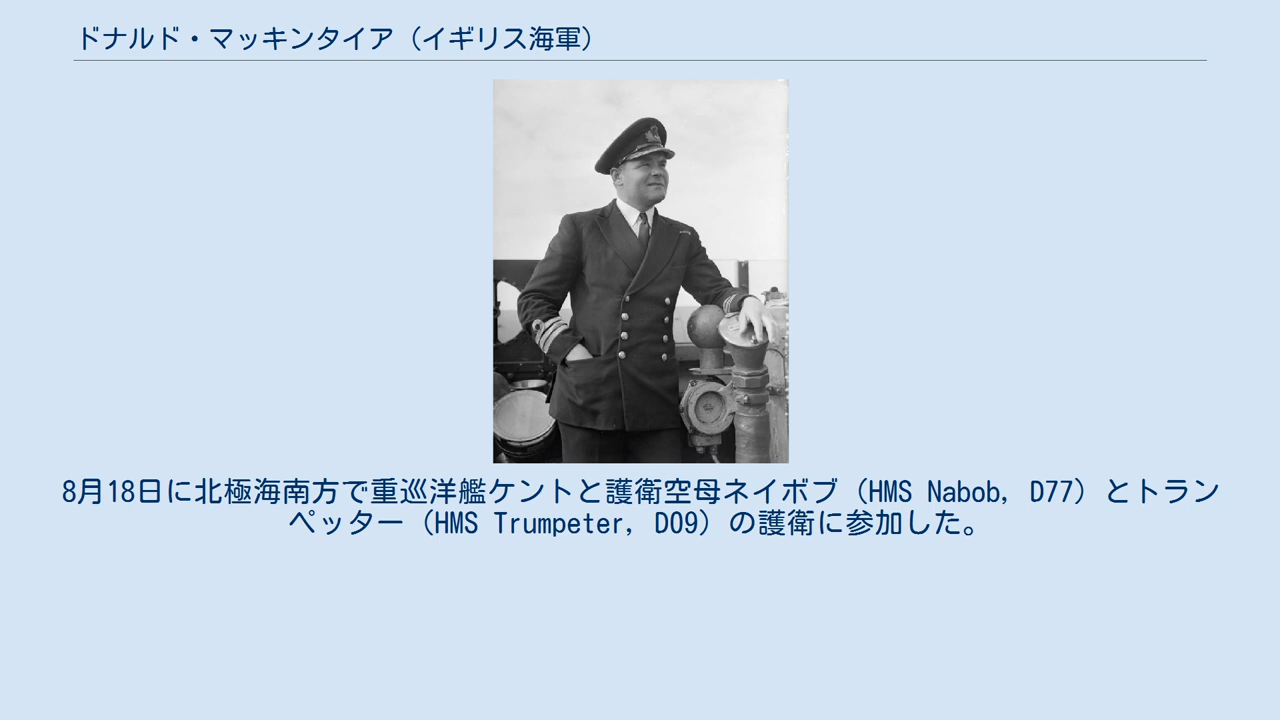 ドナルド・マッキンタイア（イギリス海軍）
8月18日に北極海南方で重巡洋艦ケントと護衛空母ネイボブ（HMS Nabob, D77）とトラン
ペッター（HMS Trumpeter, D09）の護衛に参加した。